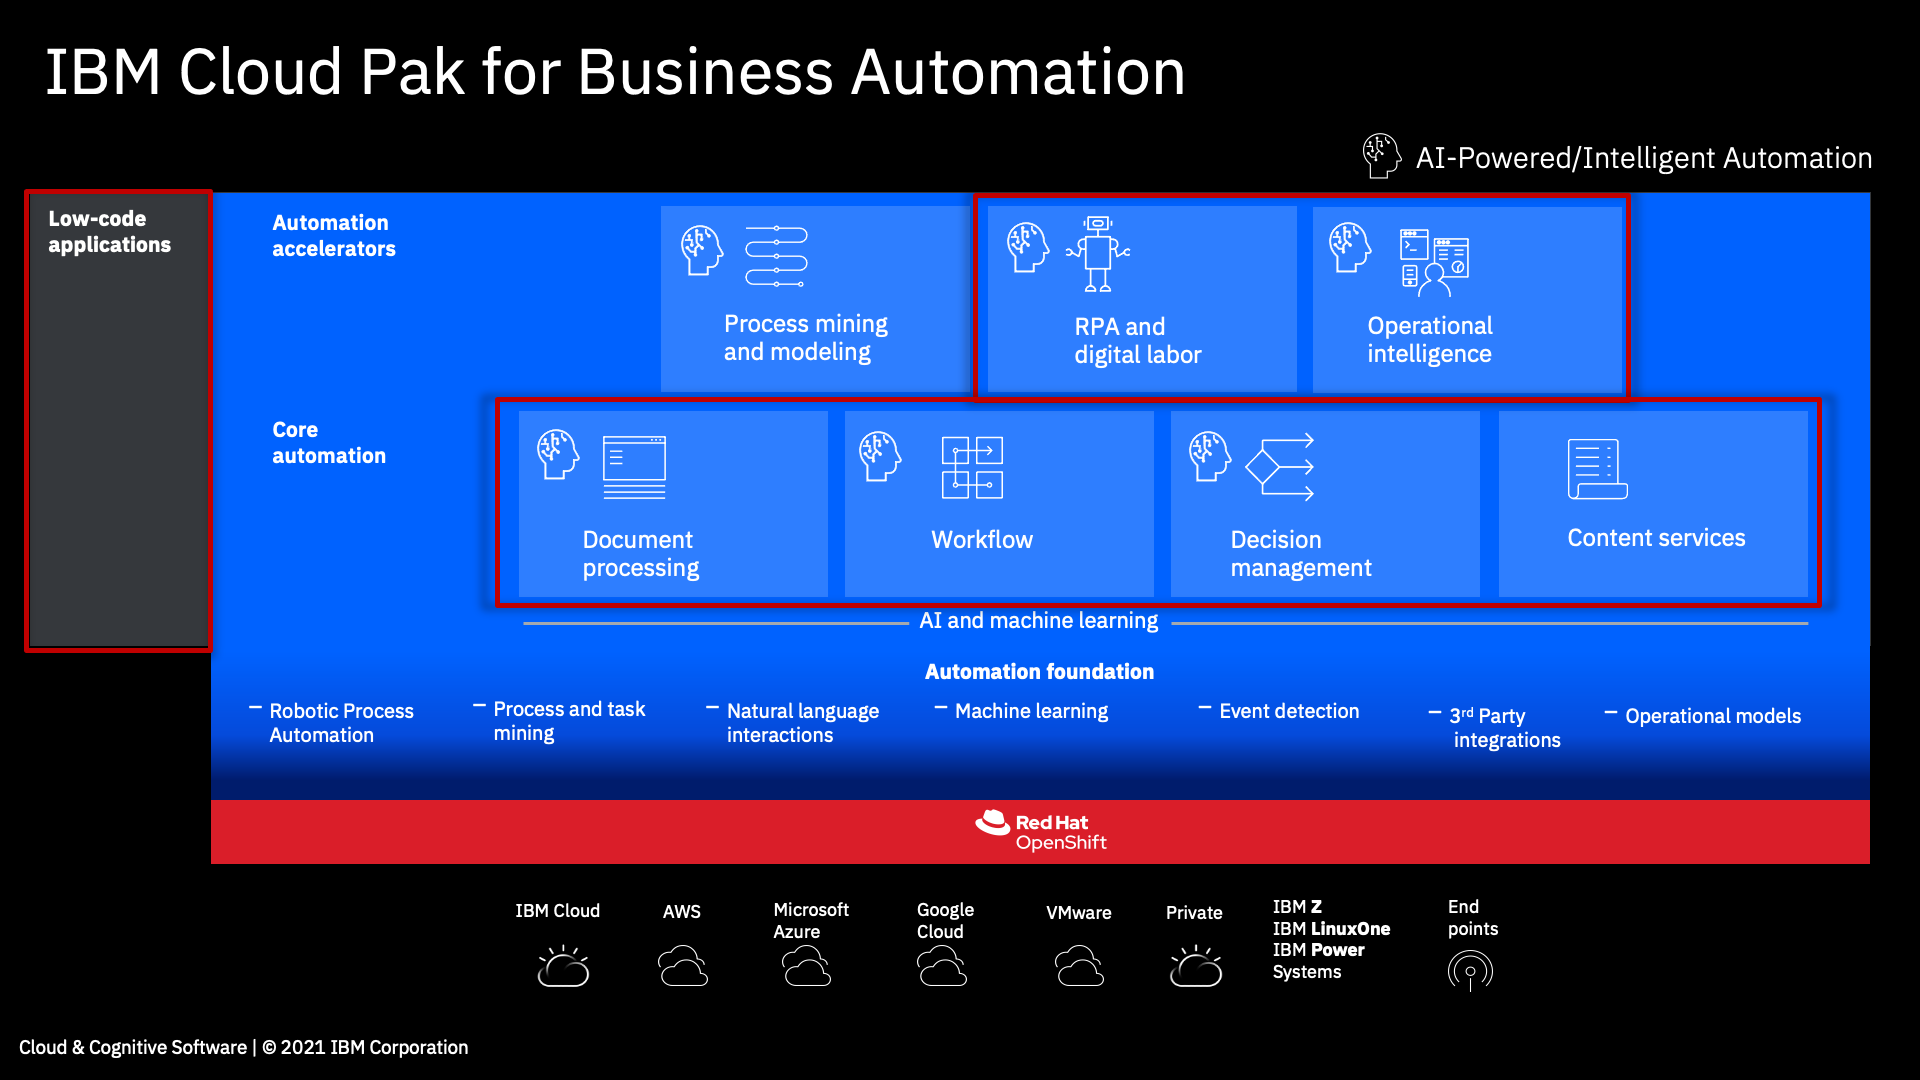 IBM Cloud Pak for Business Automation
AI-Powered/Intelligent Automation
Low-code
applications
Automation
accelerators
Process mining
and modeling
RPA and
digital labor
Operational
intelligence
Core
automation
Document
processing
Workflow
Decision
management
Content services
AI and machine learning
Automation foundation
– Robotic Process
Automation
– Process and task
mining
– Natural language
interactions
– Machine learning
– Event detection
– 3rd Party
integrations
– Operational models
Red Hat
OpenShift
IBM Cloud
AWS
Microsoft
Azure
Google
Cloud
VMware
Private
IBM Z
IBM LinuxOne
IBM Power
Systems
End
points
Cloud & Cognitive Software | © 2021 IBM Corporation